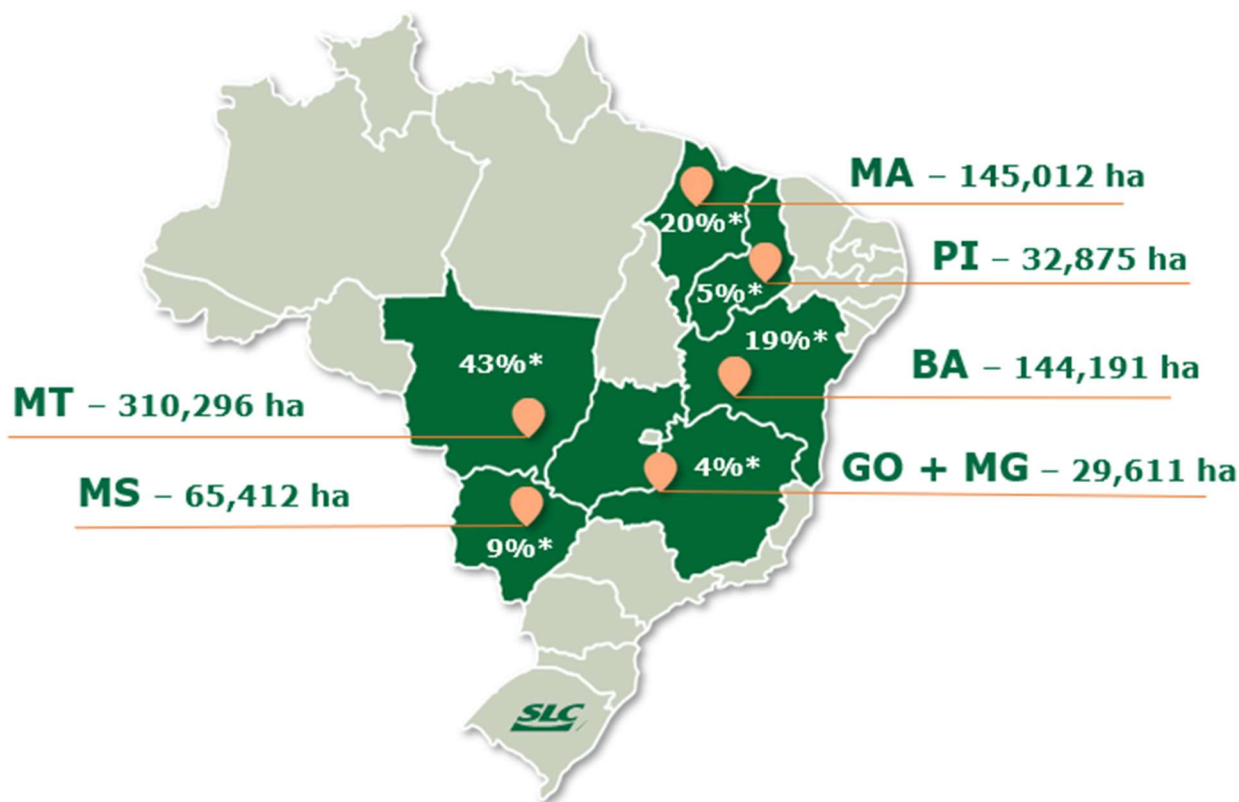 MA – 145,012 ha
20%*
PI – 32,875 ha
5%*
19%*
BA – 144,191 ha
43%*
MT – 310,296 ha
4%*
GO + MG – 29,611 ha
MS – 65,412 ha
9%*
SLC